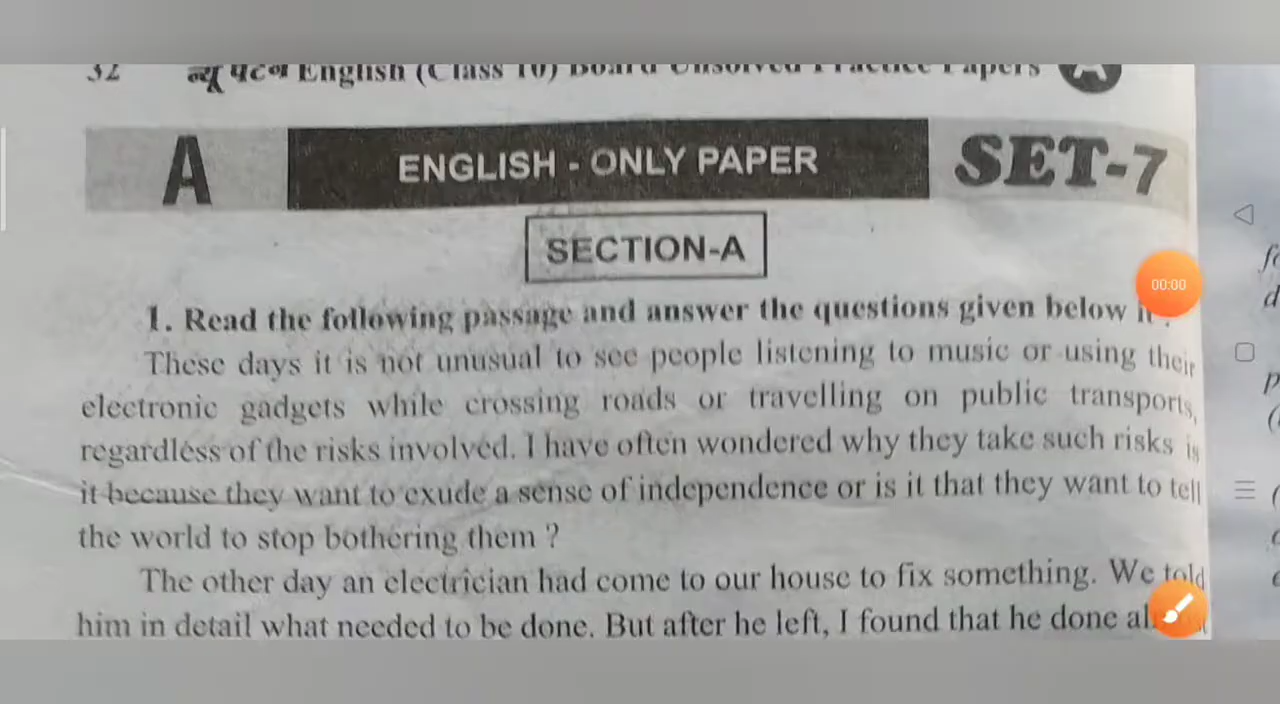 32 न्यू पैटर्न English (Class 10) Board Unsolved Practice Papers A
A ENGLISH - ONLY PAPER SET-7
SECTION-A
1. Read the following passage and answer the questions given below it :
00:00
These days it is not unusual to see people listening to music or using their
electronic gadgets while crossing roads or travelling on public transports,
regardless of the risks involved. I have often wondered why they take such risks is
it because they want to exude a sense of independence or is it that they want to tell
the world to stop bothering them ?
The other day an electrician had come to our house to fix something. We told
him in detail what needed to be done. But after he left, I found that he done